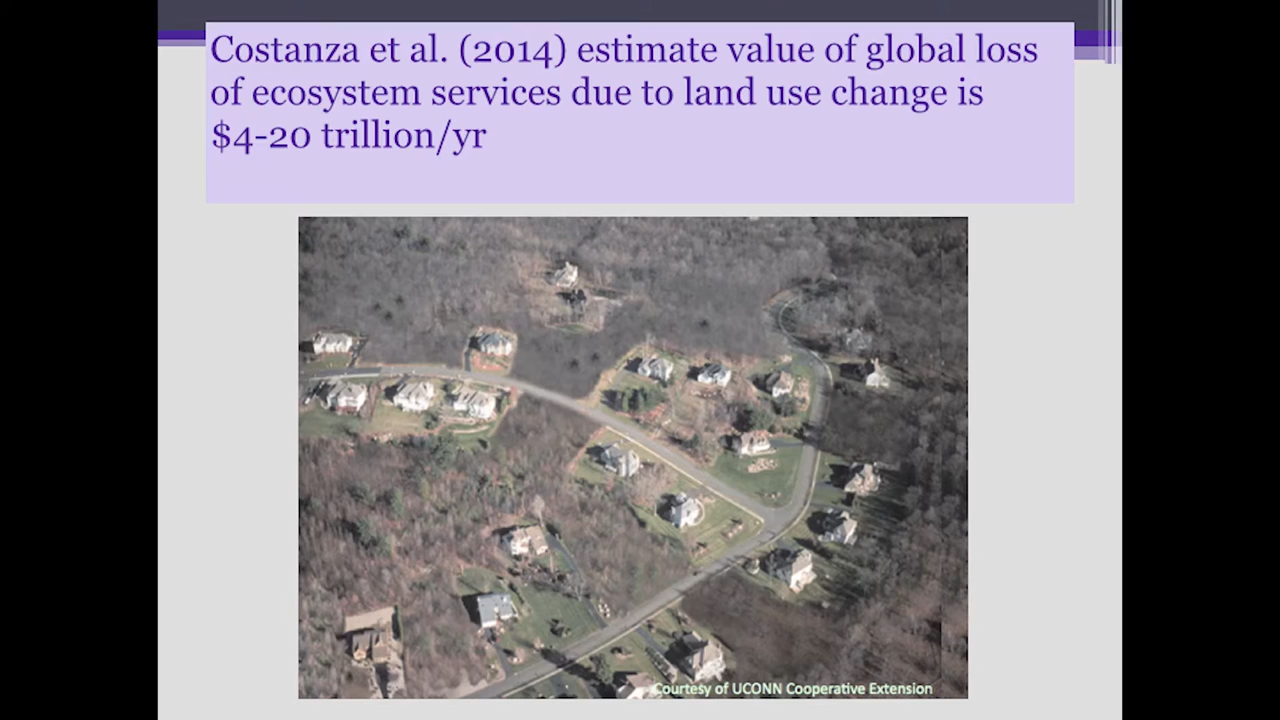 Costanza et al. (2014) estimate value of global loss
of ecosystem services due to land use change is
$4-20 trillion/yr
Courtesy of UCONN Cooperative Extension